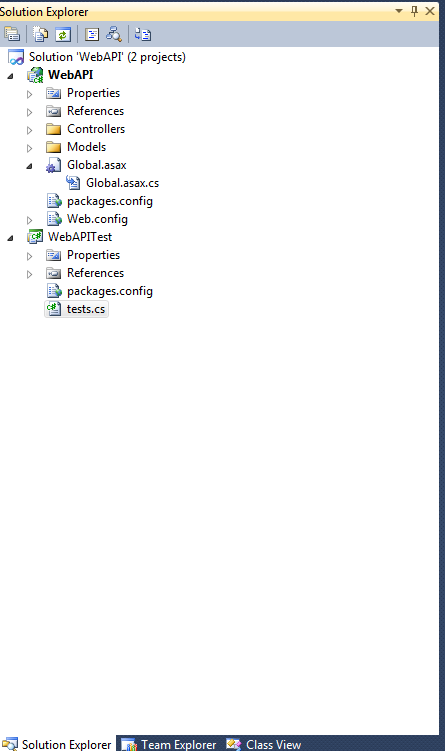 Solution Explorer
Solution 'WebAPI' (2 projects)
WebAPI
Properties
References
Controllers
Models
Global.asax
Global.asax.cs
packages.config
Web.config
WebAPITest
Properties
References
packages.config
tests.cs
Solution Explorer Team Explorer Class View